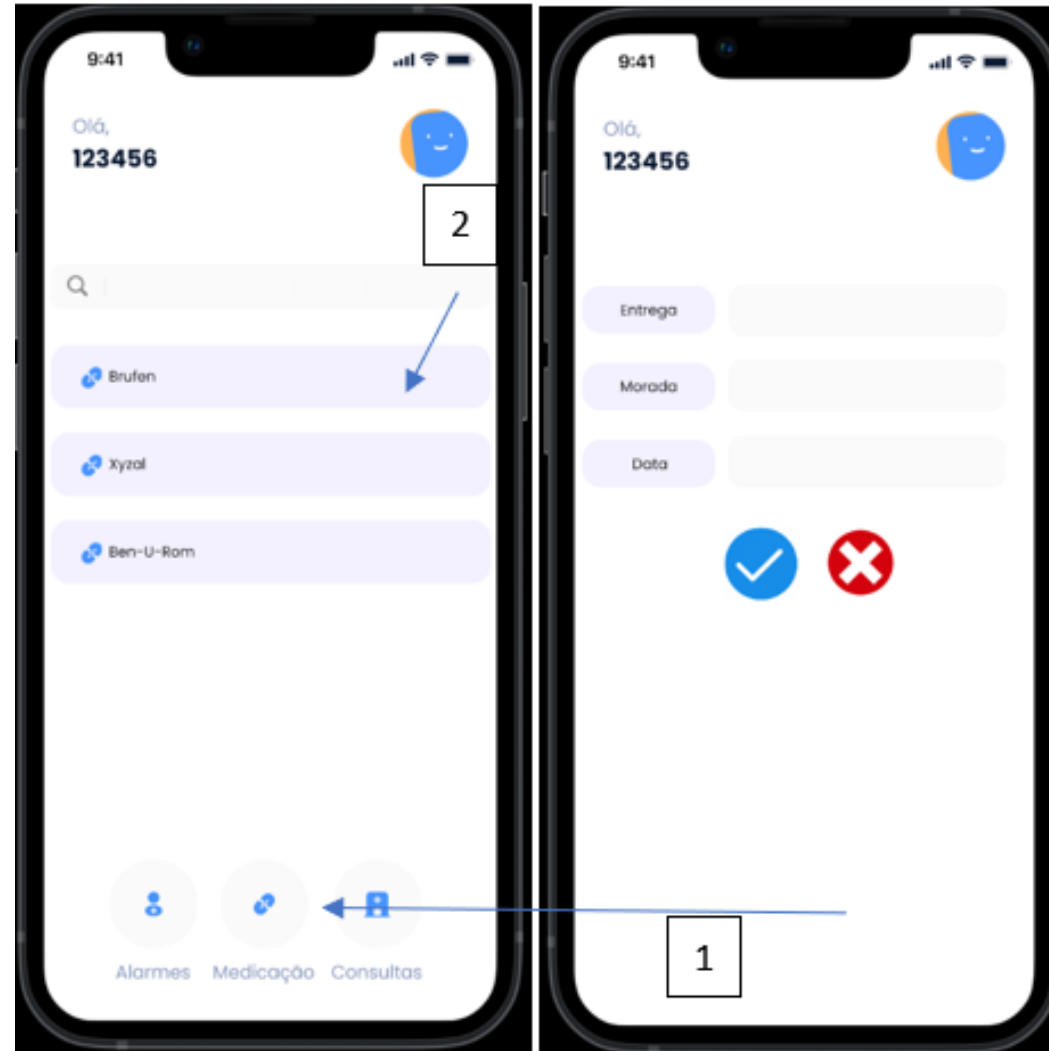 9:41
Olá,
123456
2
Brufen
Xyzal
Ben-U-Rom
Alarmes
Medicação
Consultas
9:41
Olá,
123456
Entrega
Morada
Data
1